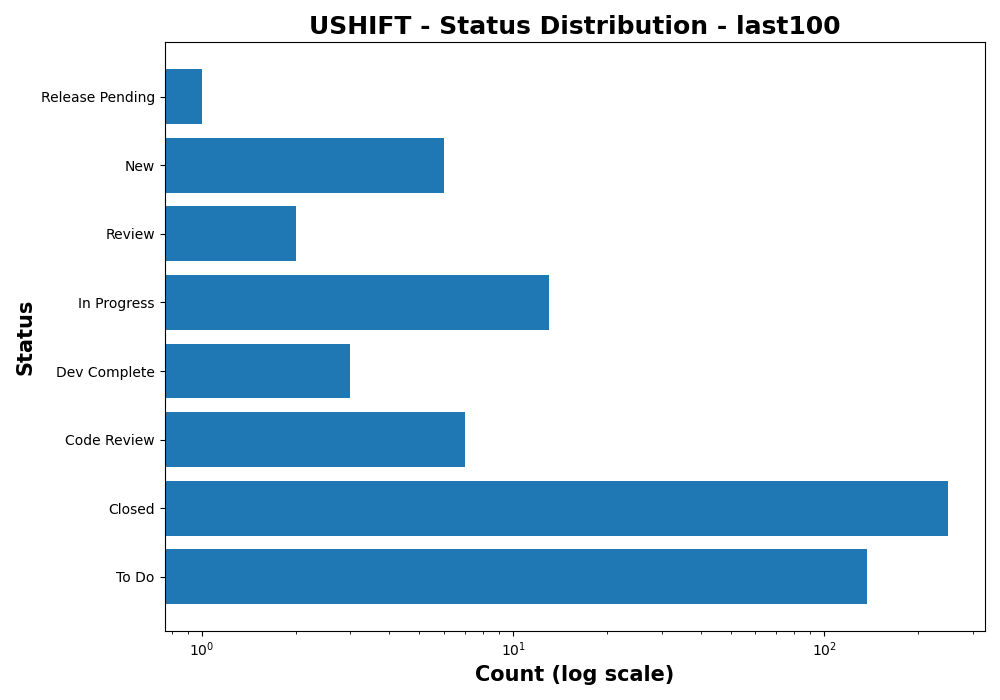 USHIFT - Status Distribution - last100
Status
Release Pending
New
Review
In Progress
Dev Complete
Code Review
Closed
To Do
10⁰
10¹
10²
Count (log scale)